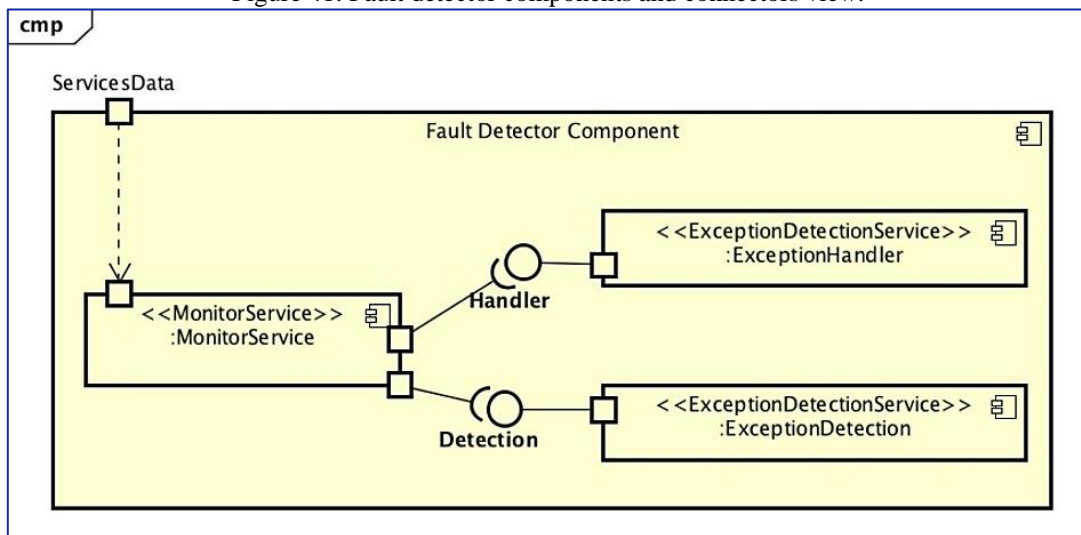 cmp
ServicesData
Fault Detector Component
<<ExceptionDetectionService>>
:ExceptionHandler
Handler
<<MonitorService>>
:MonitorService
<<ExceptionDetectionService>>
:ExceptionDetection
Detection